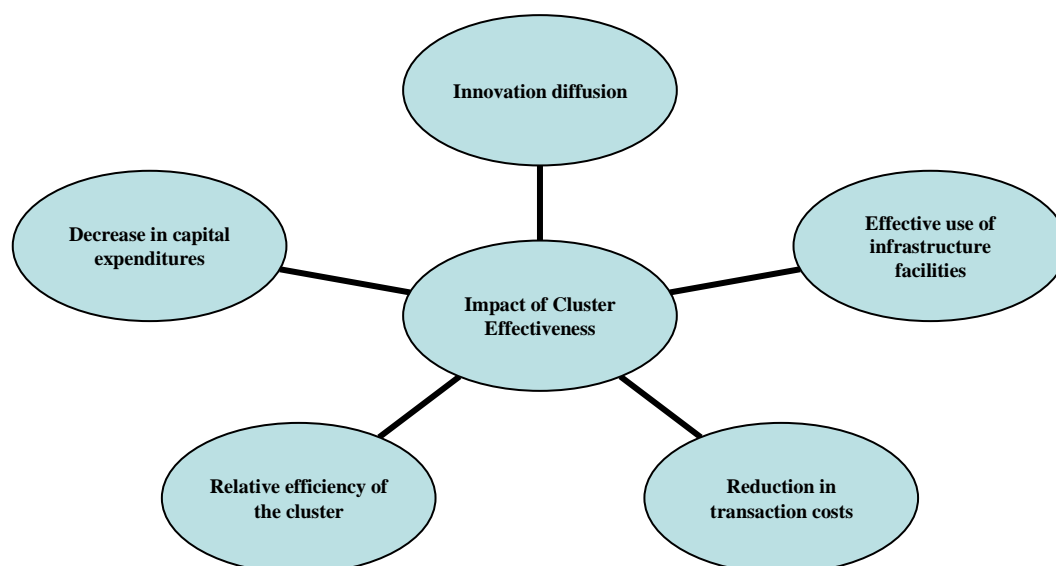 Innovation diffusion
Decrease in capital
expenditures
Effective use of
infrastructure
facilities
Impact of Cluster
Effectiveness
Relative efficiency of
the cluster
Reduction in
transaction costs